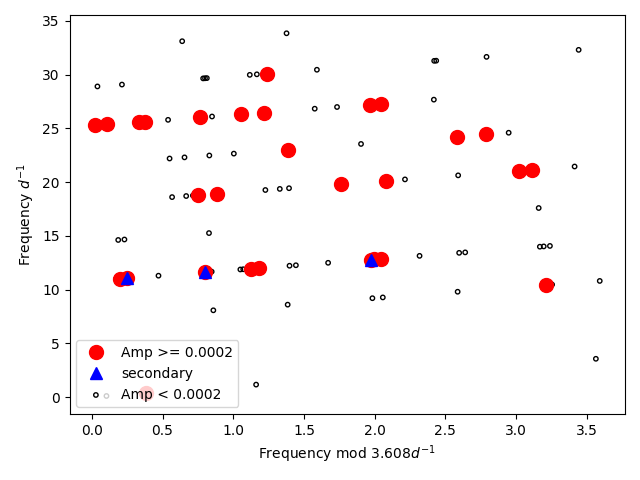 35
30
25
20
15
10
5
0
Frequency $d^{-1}$
Amp >= 0.0002
secondary
Amp < 0.0002
0.0 0.5 1.0 1.5 2.0 2.5 3.0 3.5
Frequency mod 3.608$d^{-1}$